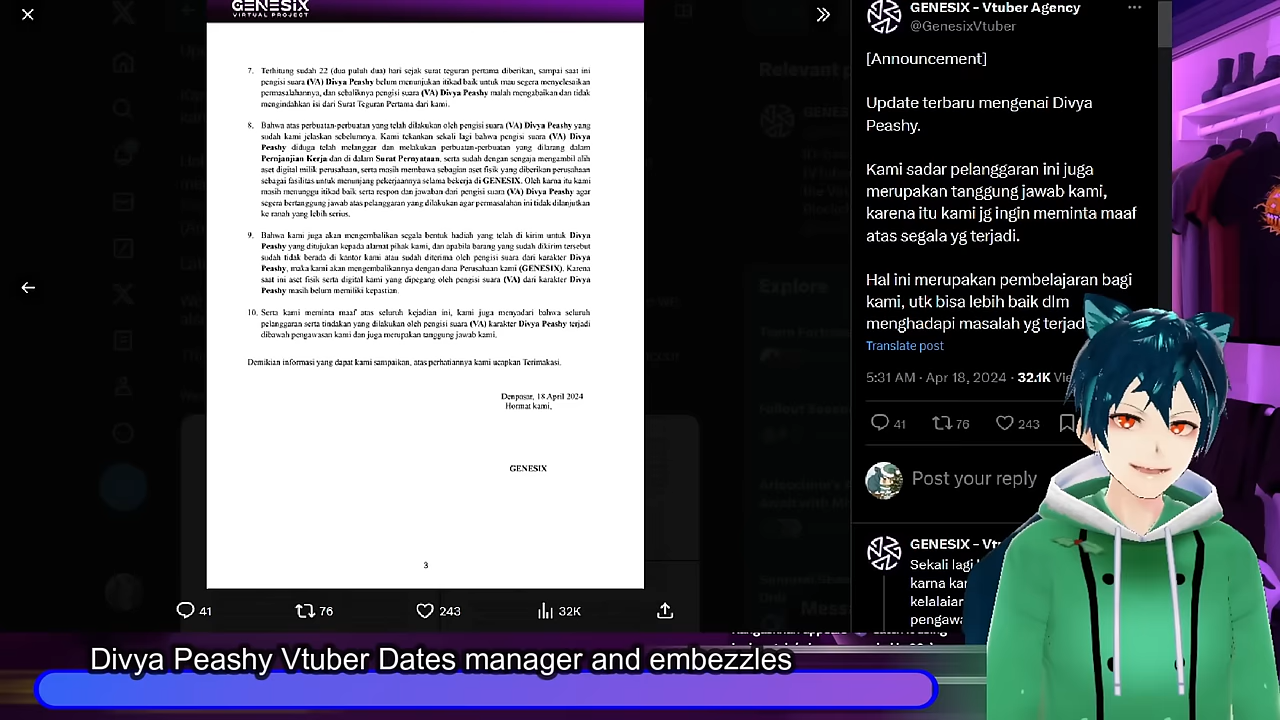 GENESIX
VIRTUAL PROJECT
7. Terhitung sudah 22 (dua puluh dua) hari sejak surat teguran pertama diberikan, sampai saat ini
pengisi suara (VA) Divya Peashy belum menunjukan itikad baik untuk mau segera menyelesaikan
permasalahannya, dan sebaliknya pengisi suara (VA) Divya Peashy malah mengabaikan dan tidak
mengindahkan isi dari Surat Teguran Pertama dari kami.
8. Bahwa atas perbuatan-perbuatan yang telah dilakukan oleh pengisi suara (VA) Divya Peashy yang
sudah kami jelaskan sebelumnya. Kami tekankan sekali lagi bahwa pengisi suara (VA) Divya
Peashy diduga telah melanggar dan melakukan perbuatan-perbuatan yang dilarang dalam
Pernjanjian Kerja dan di dalam Surat Pernyataan, serta sudah dengan sengaja mengambil alih
aset digital milik perusahaan, serta masih membawa sebagian aset fisik yang diberikan perusahaan
sebagai fasilitas untuk menunjang pekerjaannya selama bekerja di GENESIX. Oleh karna itu kami
masih menunggu itikad baik serta respon dan jawaban dari pengisi suara (VA) Divya Peashy agar
segera bertanggung jawab atas pelanggaran yang dilakukan agar permasalahan ini tidak dilanjutkan
ke ranah yang lebih serius.
9. Bahwa kami juga akan mengembalikan segala bentuk hadiah yang telah di kirim untuk Divya
Peashy yang ditujukan kepada alamat pihak kami, dan apabila barang yang sudah dikirim tersebut
sudah tidak berada di kantor kami atau sudah diterima oleh pengisi suara dari karakter Divya
Peashy, maka kami akan mengembalikannya dengan dana Perusahaan kami (GENESIX). Karena
saat ini aset fisik serta digital kami yang dipegang oleh pengisi suara (VA) dari karakter Divya
Peashy masih belum memiliki kepastian.
10. Serta kami meminta maaf atas seluruh kejadian ini, kami juga menyadari bahwa seluruh
pelanggaran serta tindakan yang dilakukan oleh pengisi suara (VA) karakter Divya Peashy terjadi
dibawah pengawasan kami dan juga merupakan tanggung jawab kami.
Demikian informasi yang dapat kami sampaikan, atas perhatiannya kami ucapkan Terimakasi.
Denpasar, 18 April 2024
Hormat kami,
GENESIX
3
41
76
243
32K
GENESIX - Vtuber Agency
@GenesixVtuber
[Announcement]
Update terbaru mengenai Divya
Peashy.
Kami sadar pelanggaran ini juga
merupakan tanggung jawab kami,
karena itu kami jg ingin meminta maaf
atas segala yg terjadi.
Hal ini merupakan pembelajaran bagi
kami, utk bisa lebih baik dlm
menghadapi masalah yg terjad
Translate post
5:31 AM · Apr 18, 2024 · 32.1K Vie
41
76
243
Post your reply
GENESIX - Vtu
Sekali lagi
karna kar
kelalaian
pengawa
Relevant p
Explore
Divya Peashy Vtuber Dates manager and embezzles